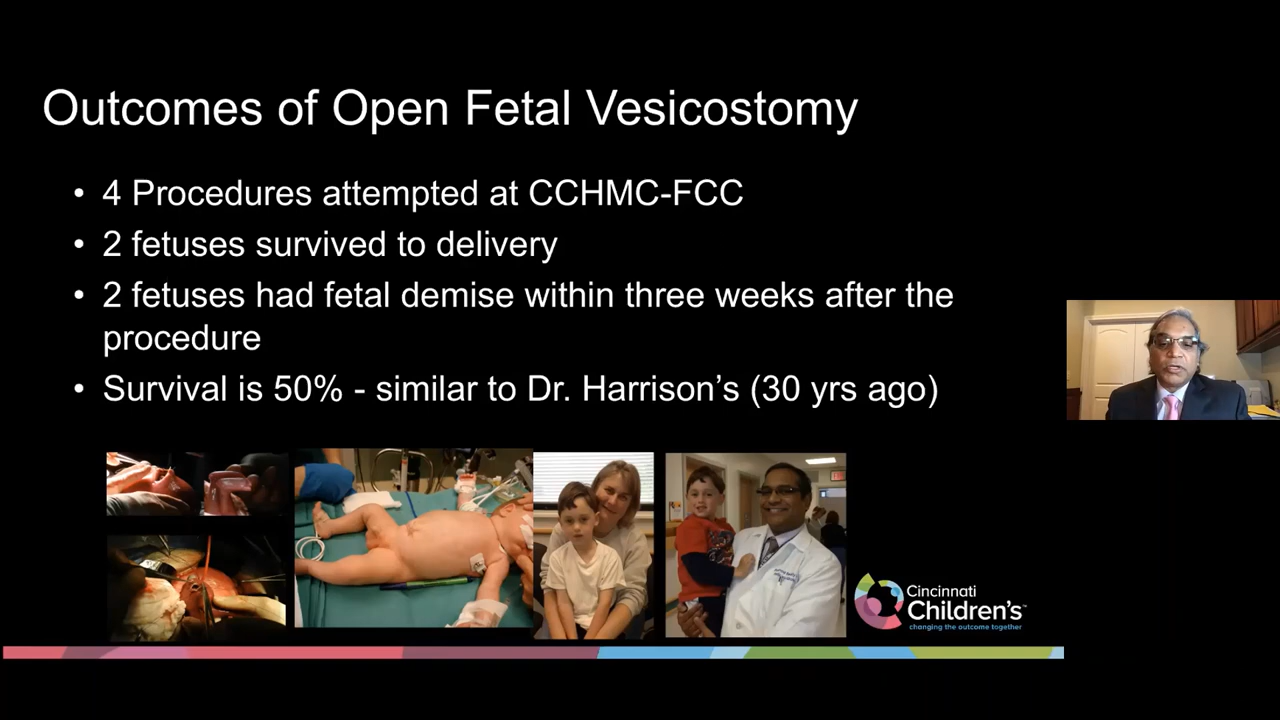 Outcomes of Open Fetal Vesicostomy
• 4 Procedures attempted at CCHMC-FCC
• 2 fetuses survived to delivery
• 2 fetuses had fetal demise within three weeks after the
procedure
• Survival is 50% - similar to Dr. Harrison’s (30 yrs ago)
Cincinnati
Children’s™
changing the outcome together